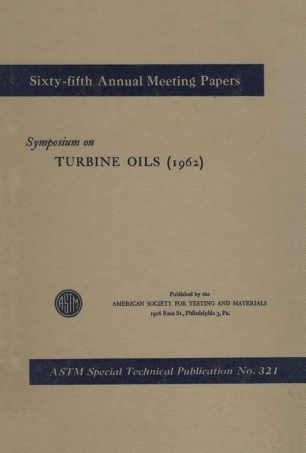 Sixty-fifth Annual Meeting Papers
Symposium on
TURBINE OILS (1962)
Published by the
ASTM
AMERICAN SOCIETY FOR TESTING AND MATERIALS
1916 Race St., Philadelphia 3, Pa.
ASTM Special Technical Publication No. 321